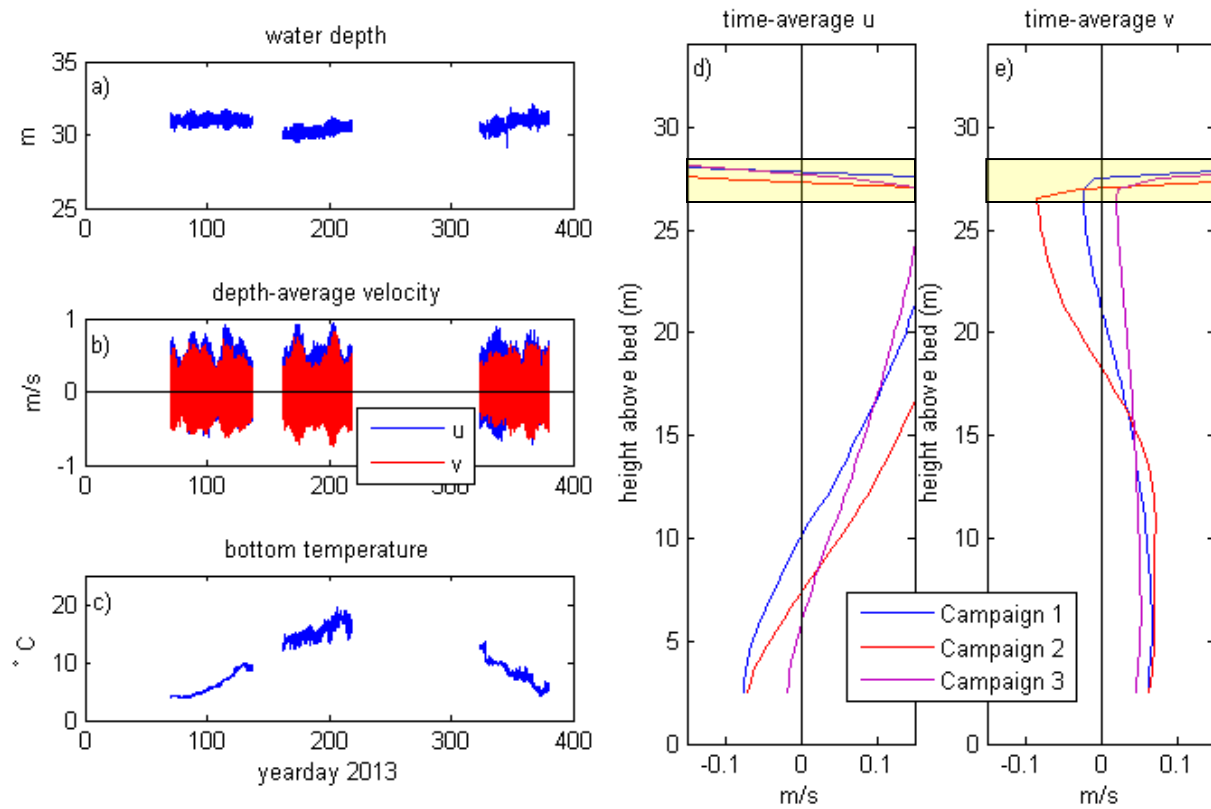 water depth
a)
m
35
30
25
0
100
200
300
400
depth-average velocity
b)
m/s
1
0
-1
u
v
0
100
200
300
400
bottom temperature
c)
° C
20
10
0
0
100
200
300
400
yearday 2013
time-average u
d)
height above bed (m)
30
25
20
15
10
5
0
-0.1
0
0.1
m/s
time-average v
e)
height above bed (m)
30
25
20
15
10
5
0
Campaign 1
Campaign 2
Campaign 3
-0.1
0
0.1
m/s